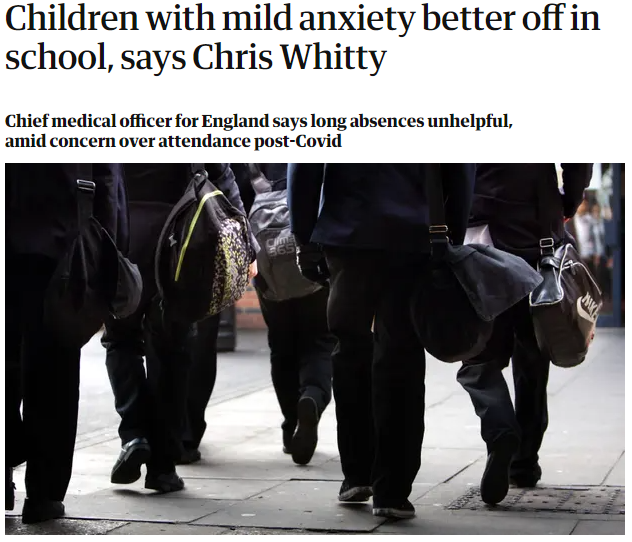 Children with mild anxiety better off in
school, says Chris Whitty
Chief medical officer for England says long absences unhelpful,
amid concern over attendance post-Covid